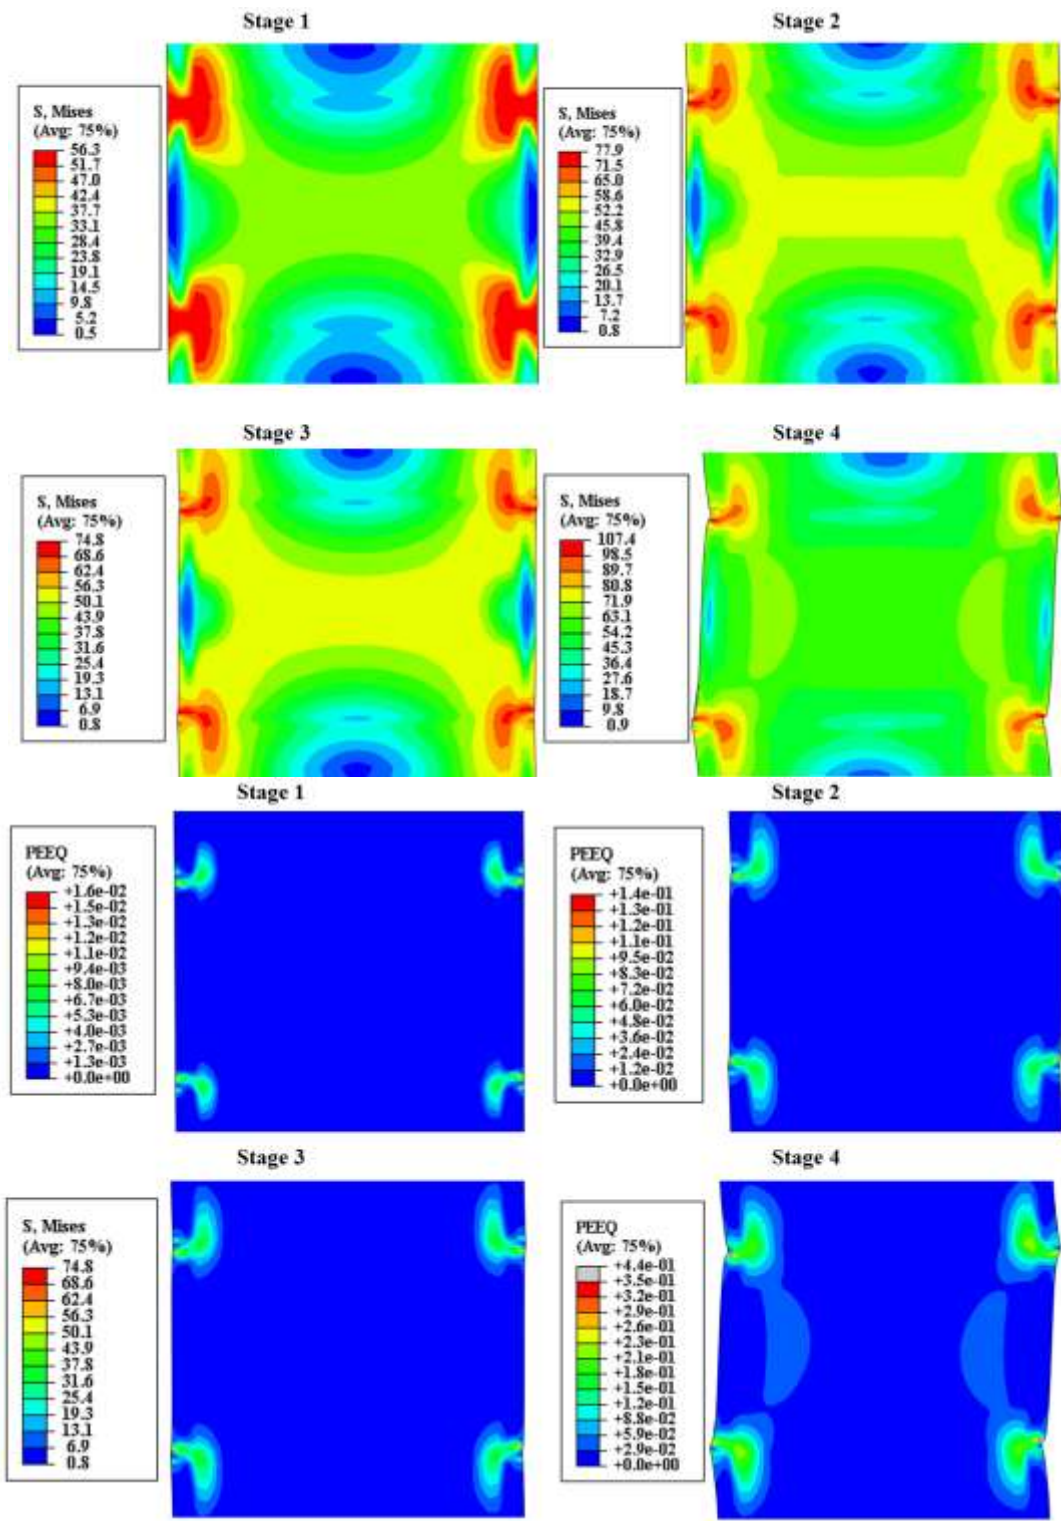 Stage 1
S, Mises
(Avg: 75%)
56.3
51.7
47.0
42.4
37.7
33.1
28.4
23.8
19.1
14.5
9.8
5.2
0.5
Stage 2
S, Mises
(Avg: 75%)
77.9
71.5
65.0
58.6
52.2
45.8
39.4
32.9
26.5
20.1
13.7
7.2
0.8
Stage 3
S, Mises
(Avg: 75%)
74.8
68.6
62.4
56.3
50.1
43.9
37.8
31.6
25.4
19.3
13.1
6.9
0.8
Stage 4
S, Mises
(Avg: 75%)
107.4
98.5
89.7
80.8
71.9
63.1
54.2
45.3
36.4
27.6
18.7
9.8
0.9
Stage 1
PEEQ
(Avg: 75%)
+1.6e-02
+1.5e-02
+1.3e-02
+1.2e-02
+1.1e-02
+9.4e-03
+8.0e-03
+6.7e-03
+5.3e-03
+4.0e-03
+2.7e-03
+1.3e-03
+0.0e+00
Stage 2
PEEQ
(Avg: 75%)
+1.4e-01
+1.3e-01
+1.2e-01
+1.1e-01
+9.5e-02
+8.3e-02
+7.2e-02
+6.0e-02
+4.8e-02
+3.6e-02
+2.4e-02
+1.2e-02
+0.0e+00
Stage 3
S, Mises
(Avg: 75%)
74.8
68.6
62.4
56.3
50.1
43.9
37.8
31.6
25.4
19.3
13.1
6.9
0.8
Stage 4
PEEQ
(Avg: 75%)
+4.4e-01
+3.5e-01
+3.2e-01
+2.9e-01
+2.6e-01
+2.3e-01
+2.1e-01
+1.8e-01
+1.5e-01
+1.2e-01
+8.8e-02
+5.9e-02
+2.9e-02
+0.0e+00